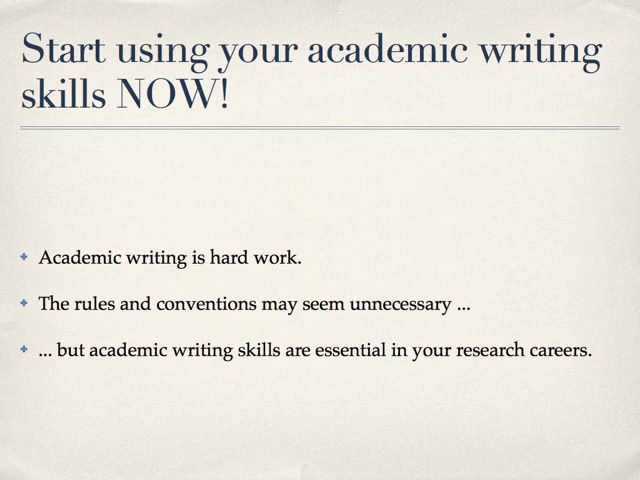 Start using your academic writing
skills NOW!
Academic writing is hard work.
The rules and conventions may seem unnecessary ...
... but academic writing skills are essential in your research careers.